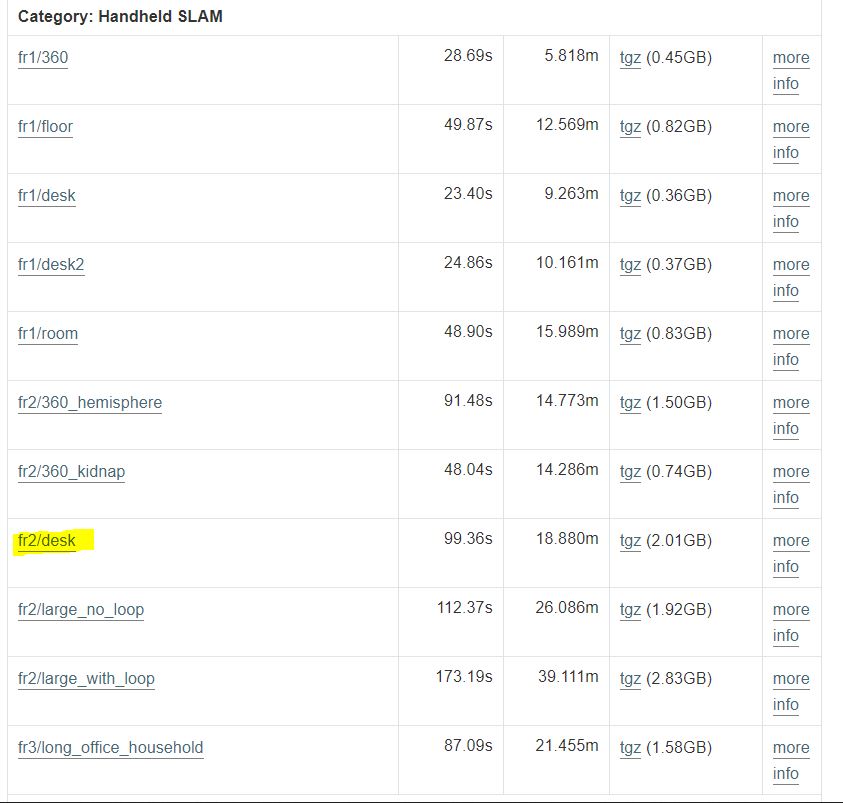 Category: Handheld SLAM
fr1/360 28.69s 5.818m tgz (0.45GB) more
info
fr1/floor 49.87s 12.569m tgz (0.82GB) more
info
fr1/desk 23.40s 9.263m tgz (0.36GB) more
info
fr1/desk2 24.86s 10.161m tgz (0.37GB) more
info
fr1/room 48.90s 15.989m tgz (0.83GB) more
info
fr2/360_hemisphere 91.48s 14.773m tgz (1.50GB) more
info
fr2/360_kidnap 48.04s 14.286m tgz (0.74GB) more
info
fr2/desk 99.36s 18.880m tgz (2.01GB) more
info
fr2/large_no_loop 112.37s 26.086m tgz (1.92GB) more
info
fr2/large_with_loop 173.19s 39.111m tgz (2.83GB) more
info
fr3/long_office_household 87.09s 21.455m tgz (1.58GB) more
info